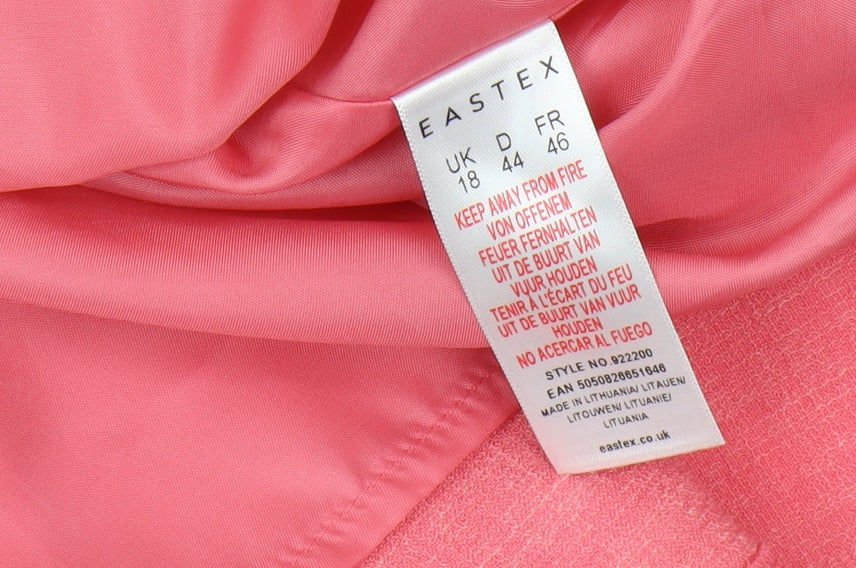 EASTEX
UK D FR
18 44 46
KEEP AWAY FROM FIRE
VON OFFENEM
FEUER FERNHALTEN
UIT DE BUURT VAN
VUUR HOUDEN
TENIR À L'ÉCART DU FEU
UIT DE BUURT VAN VUUR
HOUDEN
NO ACERCAR AL FUEGO
STYLE NO.922200
EAN 5050826651646
MADE IN LITHUANIA/ LITAUEN/
LITOUWEN/ LITUANIE/
LITUANIA
eastex.co.uk